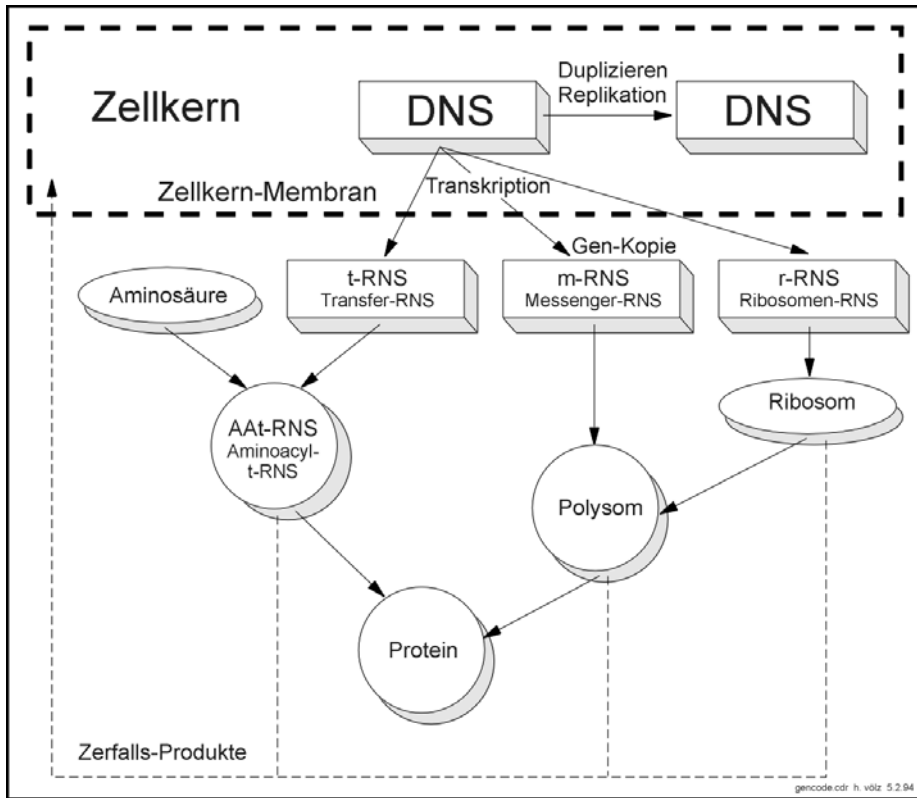 Zellkern
DNS
Duplizieren
Replikation
DNS
Zellkern-Membran
Transkription
Gen-Kopie
Aminosäure
t-RNS
Transfer-RNS
m-RNS
Messenger-RNS
r-RNS
Ribosomen-RNS
AAt-RNS
Aminoacyl-
t-RNS
Ribosom
Polysom
Protein
Zerfalls-Produkte
gencode.cdr h. völz 5.2.94